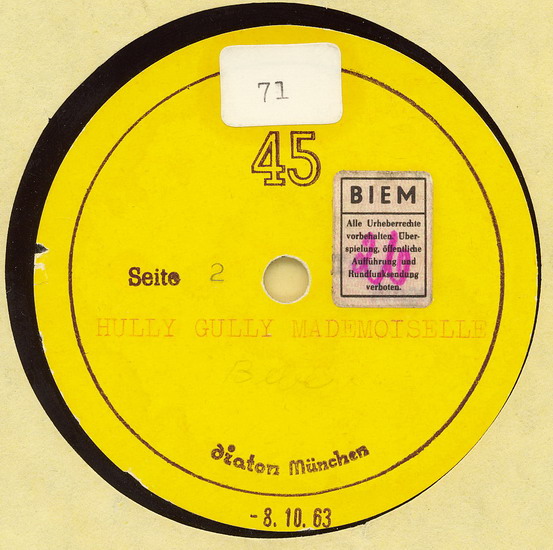 71
45
BIEM
Alle Urheberrechte
vorbehalten. Über-
spielung, öffentliche
Aufführung und
Rundfunksendung
verboten.
Seite 2
HULLY GULLY MADEMOISELLE
diaton München
- 8. 10. 63